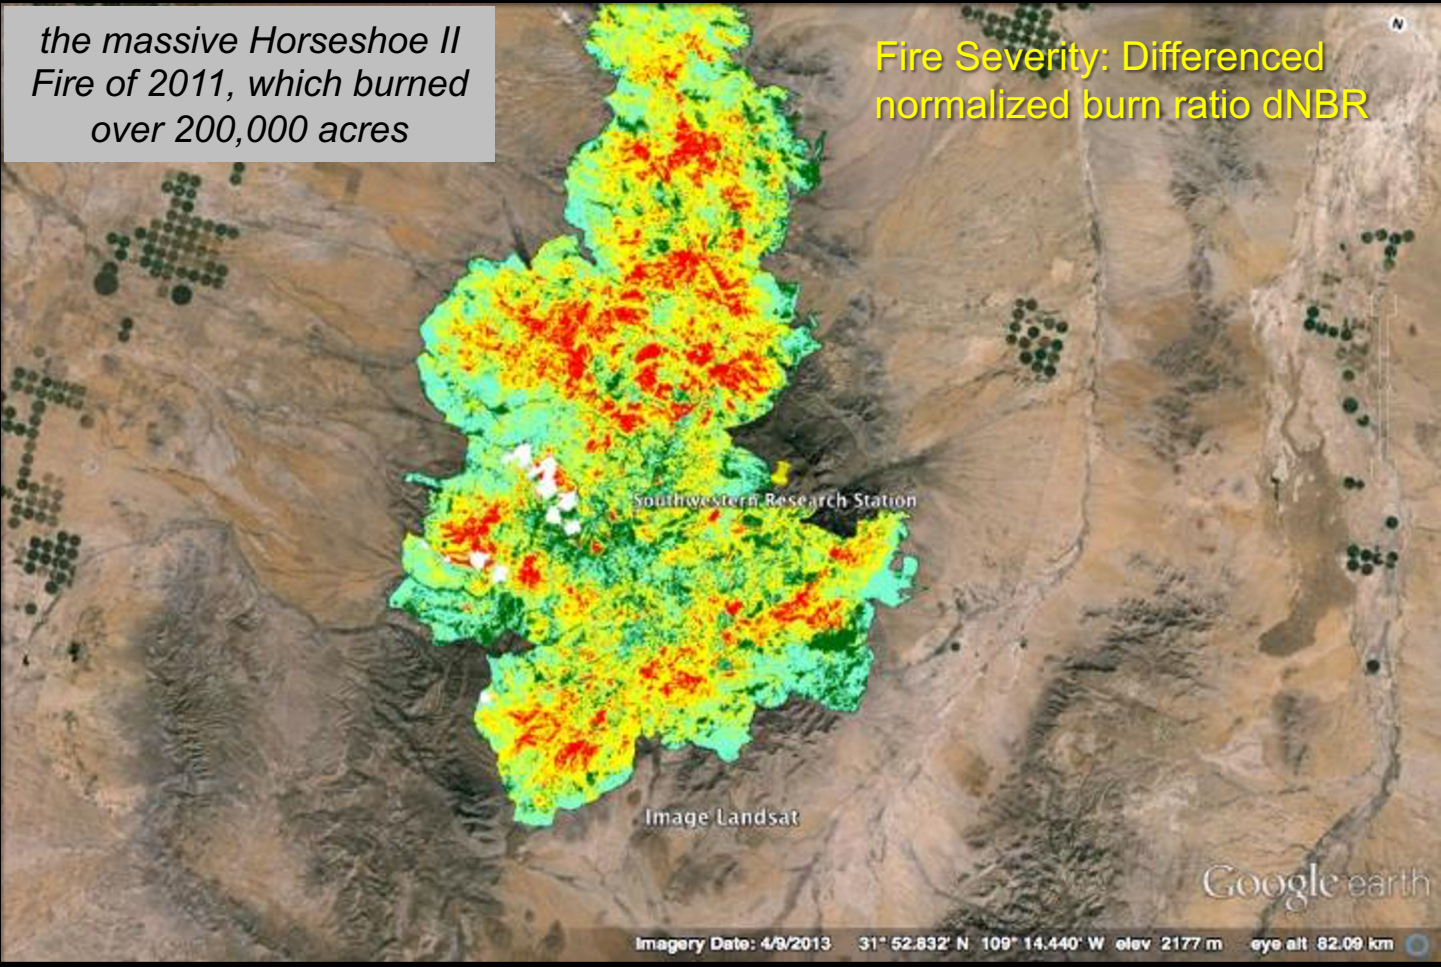 the massive Horseshoe II
Fire of 2011, which burned
over 200,000 acres
Fire Severity: Differenced
normalized burn ratio dNBR
N
Southwestern Research Station
Image Landsat
Google earth
Imagery Date: 4/9/2013 31° 52.832' N 109° 14.440' W elev 2177 m eye alt 82.09 km